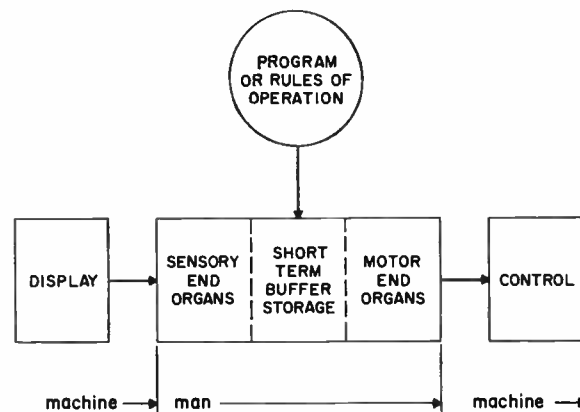 PROGRAM
OR RULES OF
OPERATION
DISPLAY
SENSORY
END
ORGANS
SHORT
TERM
BUFFER
STORAGE
MOTOR
END
ORGANS
CONTROL
machine
man
machine